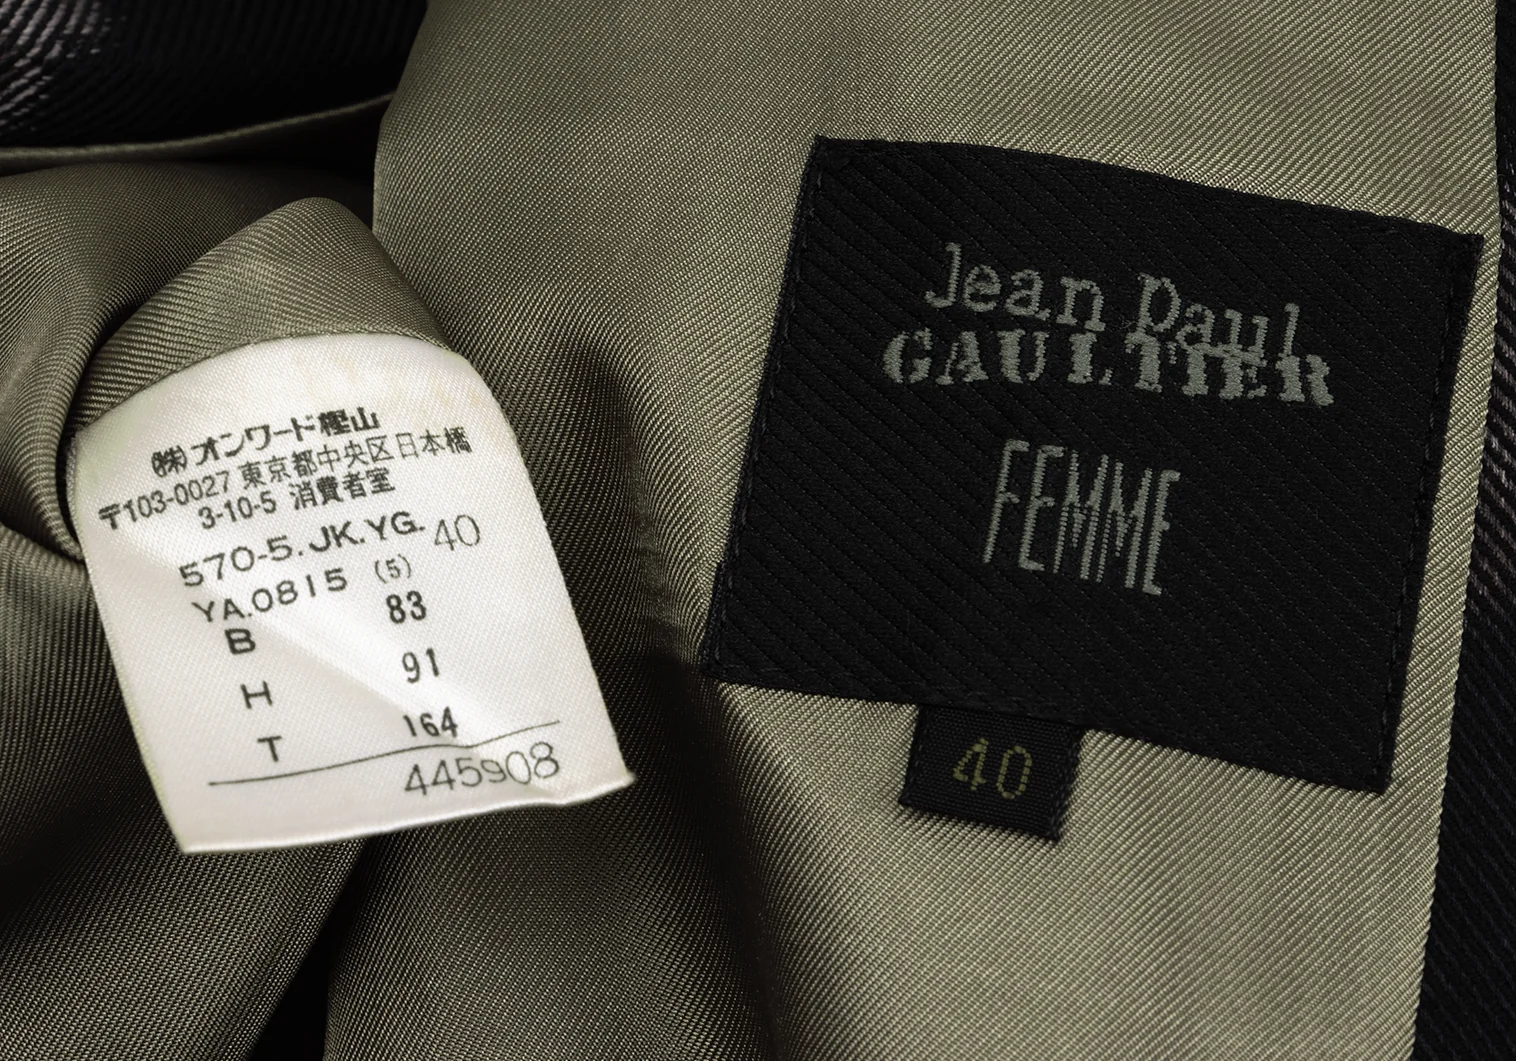 ㈱オンワード樫山
〒103-0027 東京都中央区日本橋
3-10-5 消費者室
570-5.JK.YG. 40
YA.0815 (5)
B 83
H 91
T 164
445908
Jean Paul
GAULTIER
FEMME
40